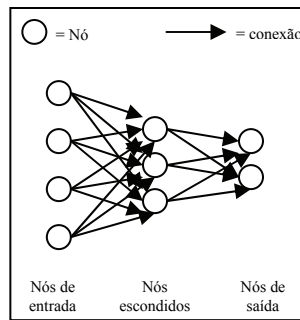 = Nó
= conexão
Nós de entrada
Nós escondidos
Nós de saída